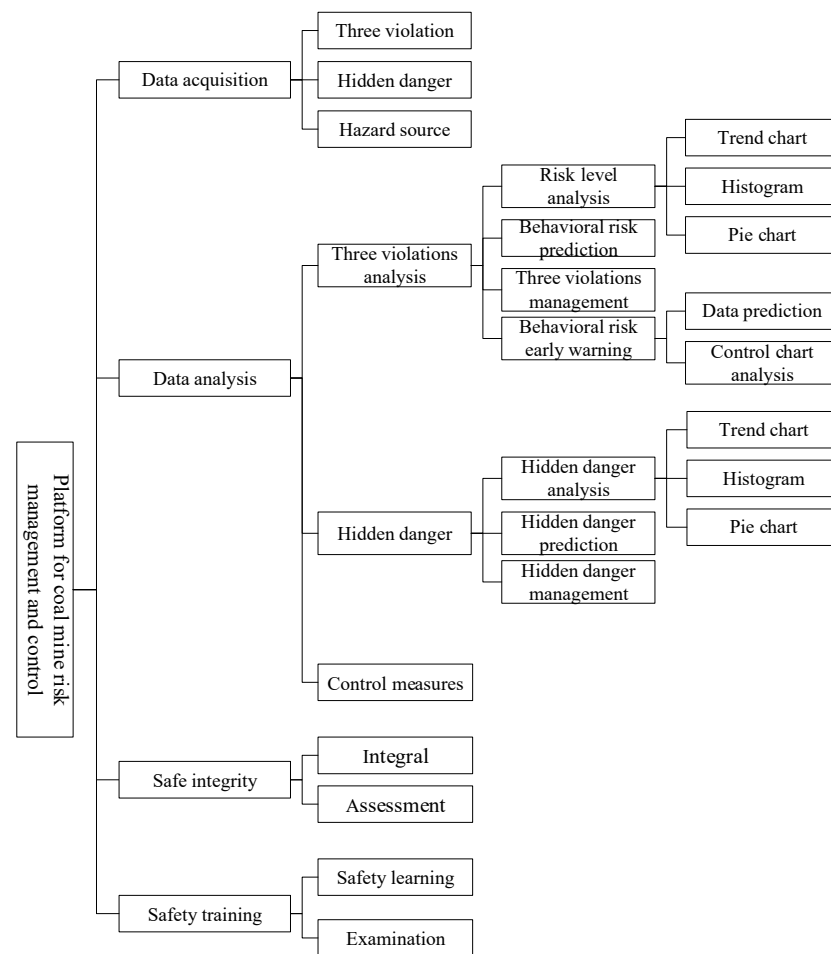 Platform for coal mine risk
management and control
Data acquisition
Three violation
Hidden danger
Hazard source
Data analysis
Three violations
analysis
Risk level
analysis
Trend chart
Histogram
Pie chart
Behavioral risk
prediction
Three violations
management
Behavioral risk
early warning
Data prediction
Control chart
analysis
Hidden danger
Hidden danger
analysis
Trend chart
Histogram
Pie chart
Hidden danger
prediction
Hidden danger
management
Control measures
Safe integrity
Integral
Assessment
Safety training
Safety learning
Examination